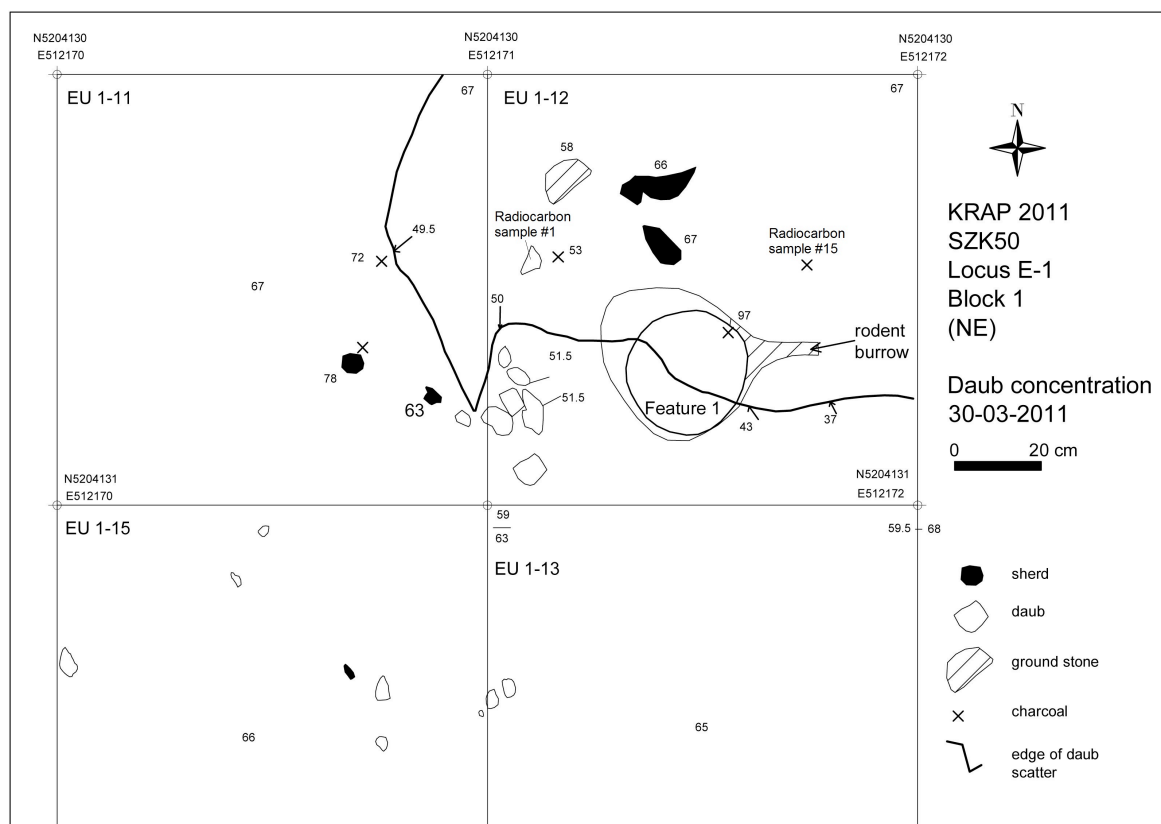 N5204130
E512170
N5204130
E512171
N5204130
E512172
EU 1-11
67
EU 1-12
67
58
66
Radiocarbon
sample #1
53
67
Radiocarbon
sample #15
49.5
72
67
50
97
rodent
burrow
51.5
78
63
51.5
Feature 1
43
37
N5204131
E512170
N5204131
E512172
EU 1-15
59
63
59.5
68
EU 1-13
66
65
N
KRAP 2011
SZK50
Locus E-1
Block 1
(NE)
Daub concentration
30-03-2011
0
20 cm
sherd
daub
ground stone
charcoal
edge of daub
scatter